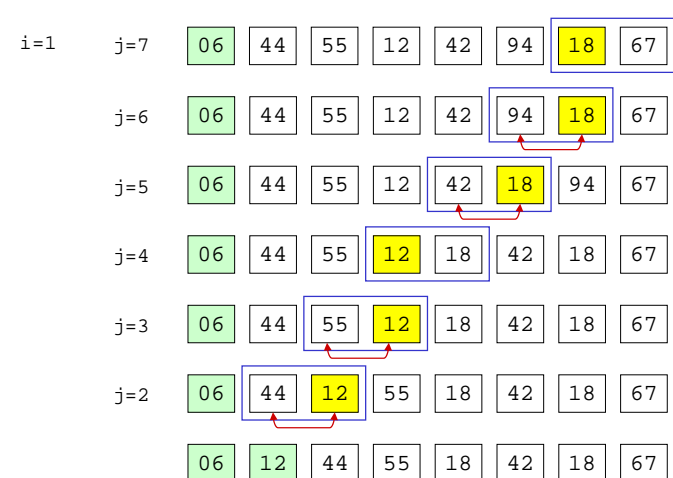 i=1 j=7 06 44 55 12 42 94 18 67
j=6 06 44 55 12 42 94 18 67
j=5 06 44 55 12 42 18 94 67
j=4 06 44 55 12 18 42 18 67
j=3 06 44 55 12 18 42 18 67
j=2 06 44 12 55 18 42 18 67
06 12 44 55 18 42 18 67